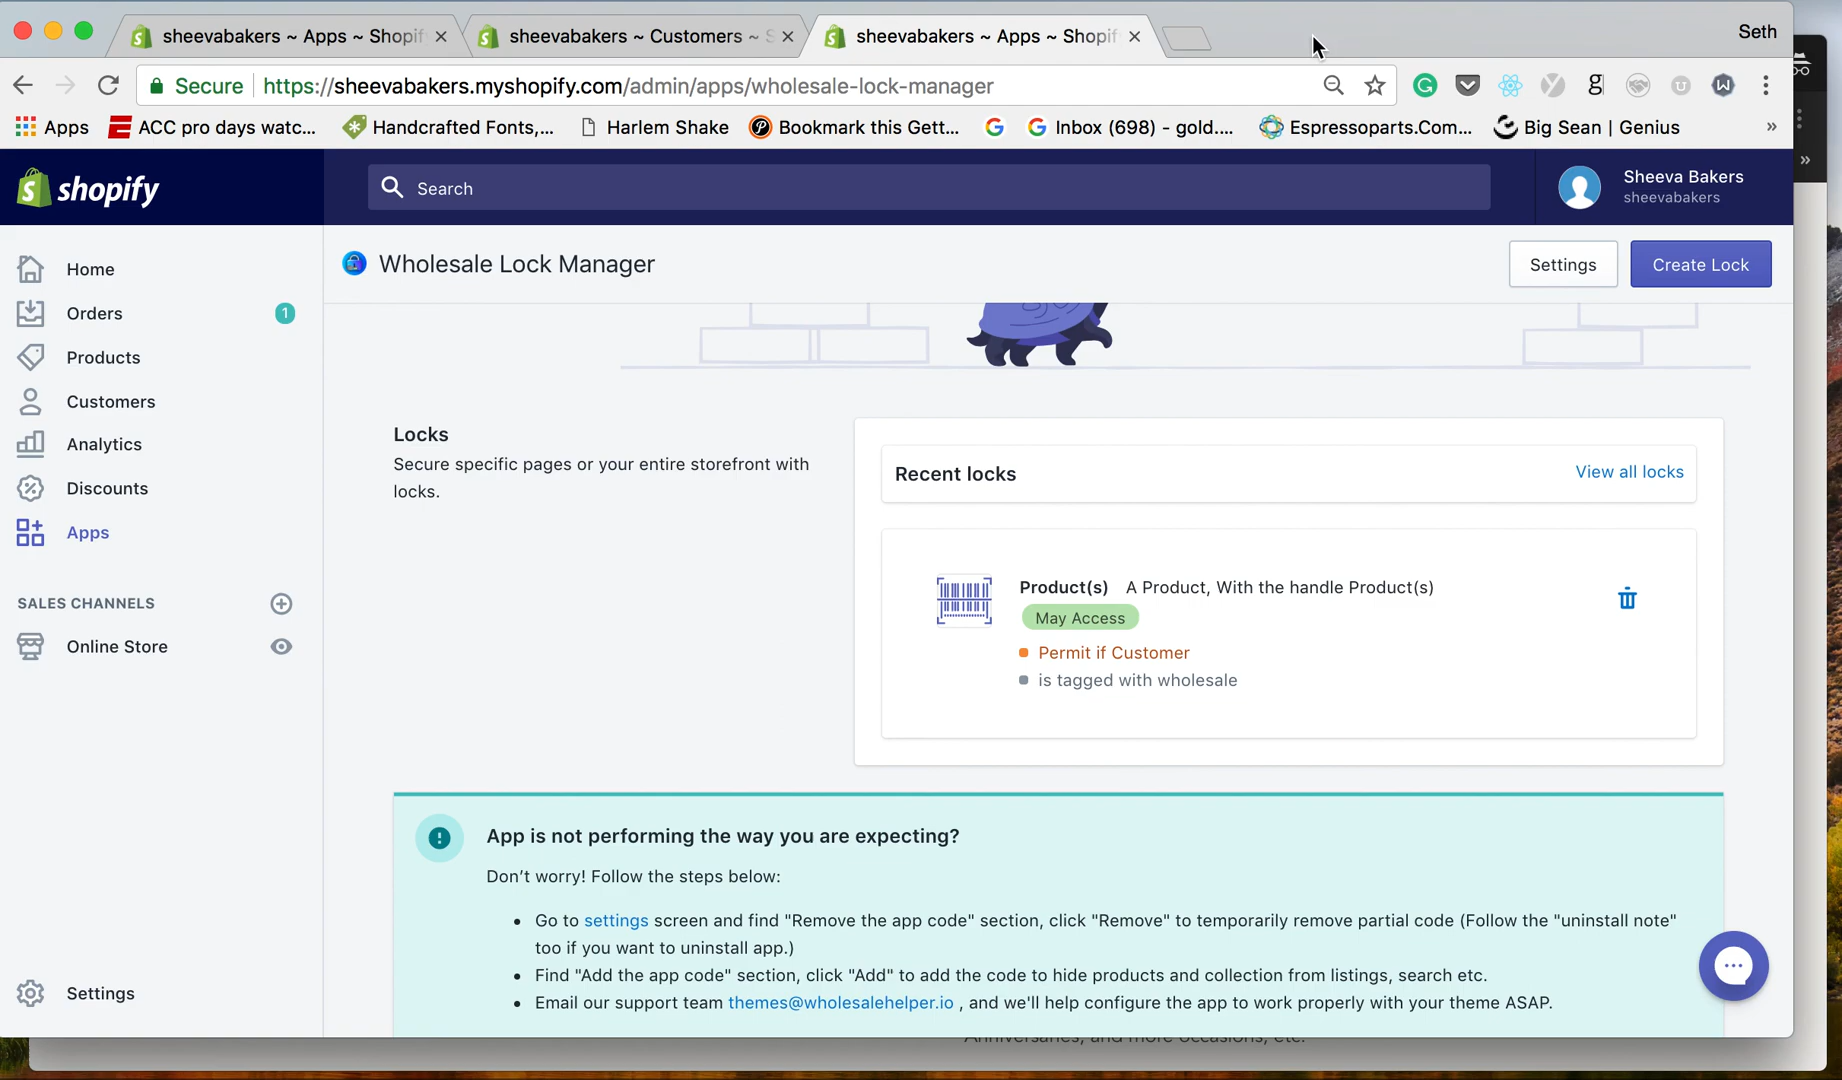 sheevabakers ~ Apps ~ Shopif
sheevabakers ~ Customers ~ S
sheevabakers ~ Apps ~ Shopif
Seth
Secure
https://sheevabakers.myshopify.com/admin/apps/wholesale-lock-manager
Apps
ACC pro days watc...
Handcrafted Fonts,...
Harlem Shake
Bookmark this Gett...
Inbox (698) - gold....
Espressoparts.Com...
Big Sean | Genius
»
»
shopify
Search
Sheeva Bakers
sheevabakers
Wholesale Lock Manager
Settings
Create Lock
Home
Orders
1
Products
Customers
Analytics
Discounts
Apps
SALES CHANNELS
Online Store
Settings
Locks
Secure specific pages or your entire storefront with
locks.
Recent locks
View all locks
Product(s) A Product, With the handle Product(s)
May Access
Permit if Customer
is tagged with wholesale
App is not performing the way you are expecting?
Don't worry! Follow the steps below:
Go to settings screen and find "Remove the app code" section, click "Remove" to temporarily remove partial code (Follow the "uninstall note"
too if you want to uninstall app.)
Find "Add the app code" section, click "Add" to add the code to hide products and collection from listings, search etc.
Email our support team themes@wholesalehelper.io , and we'll help configure the app to work properly with your theme ASAP.
Anniversaries, and more occasions, etc.